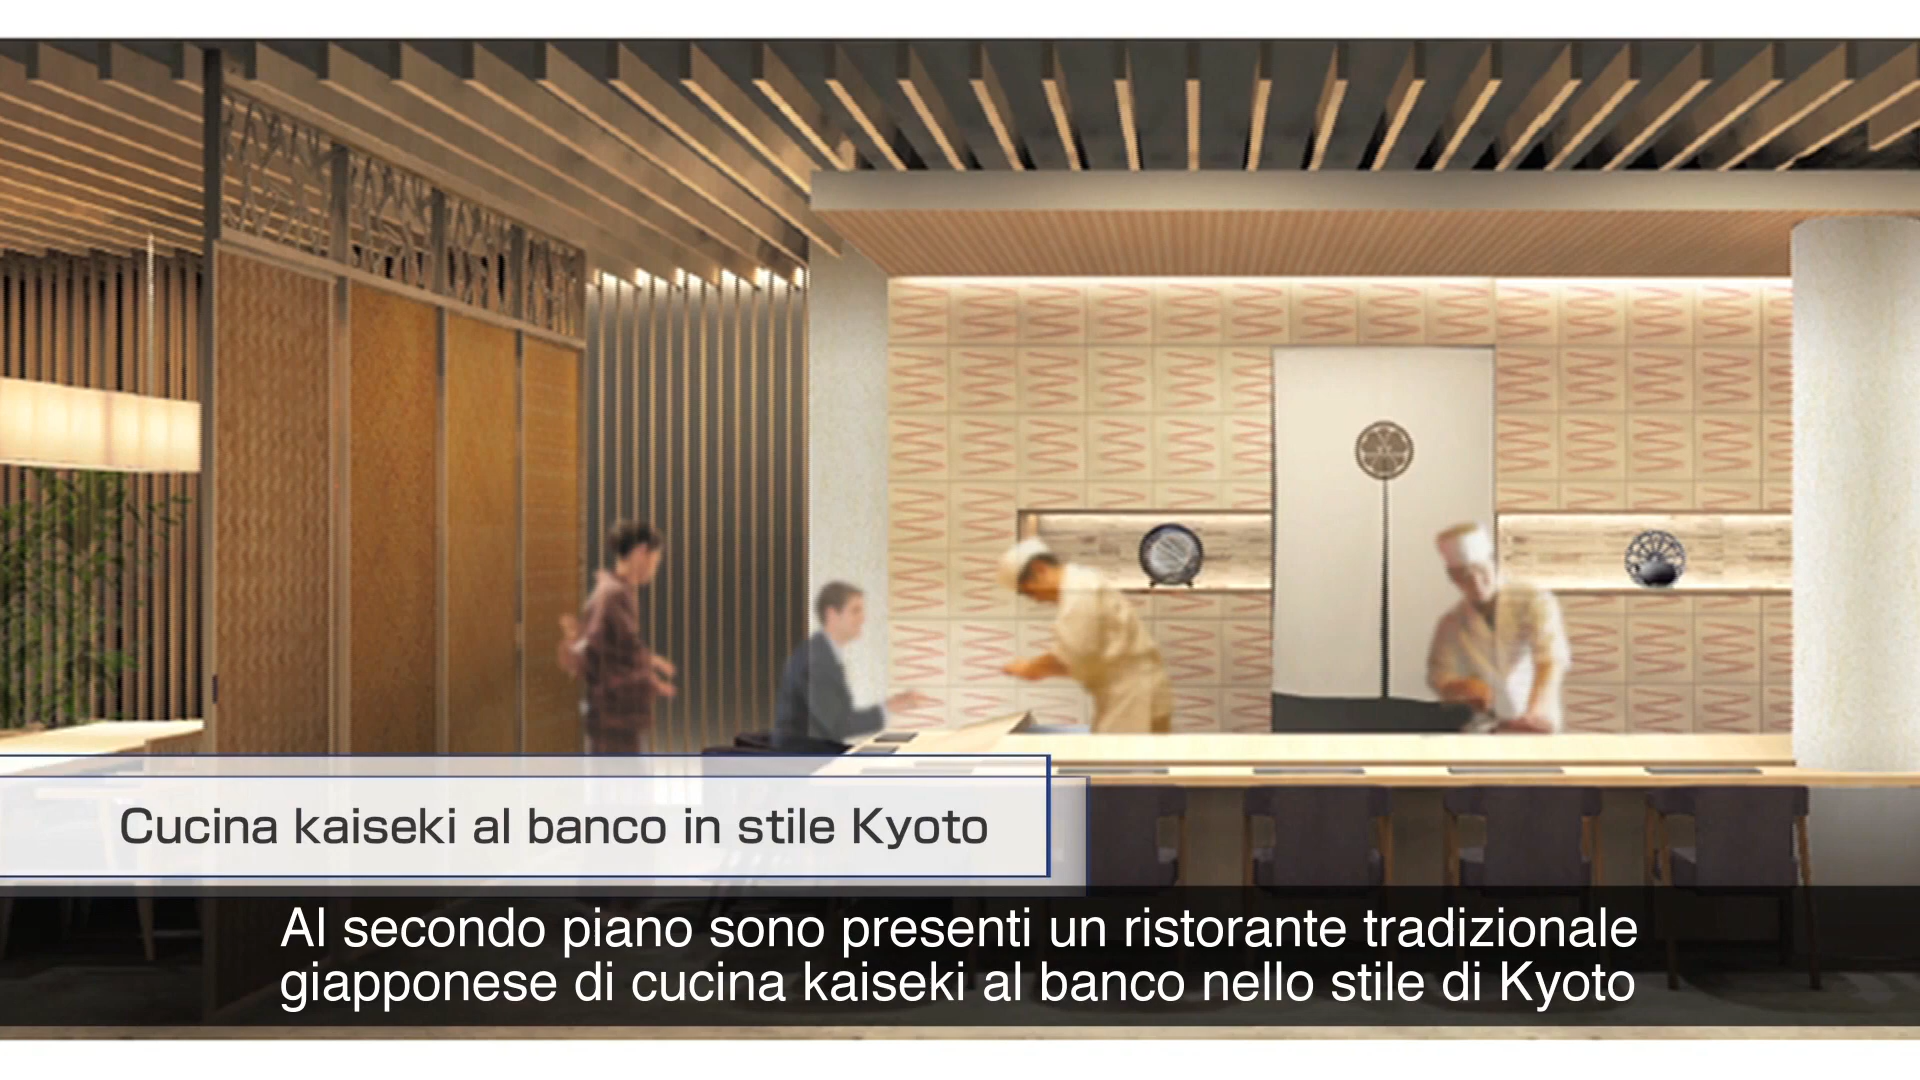 Cucina kaiseki al banco in stile Kyoto
Al secondo piano sono presenti un ristorante tradizionale
giapponese di cucina kaiseki al banco nello stile di Kyoto